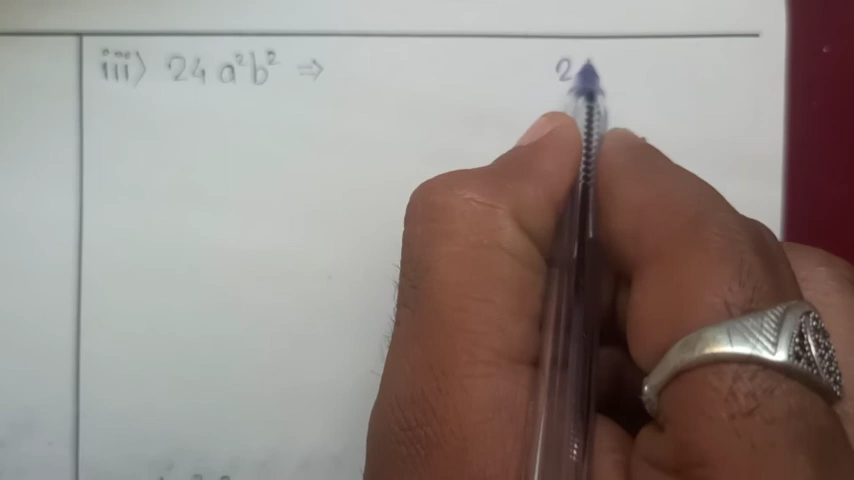 iii) 24 a²b² ⇒ 2